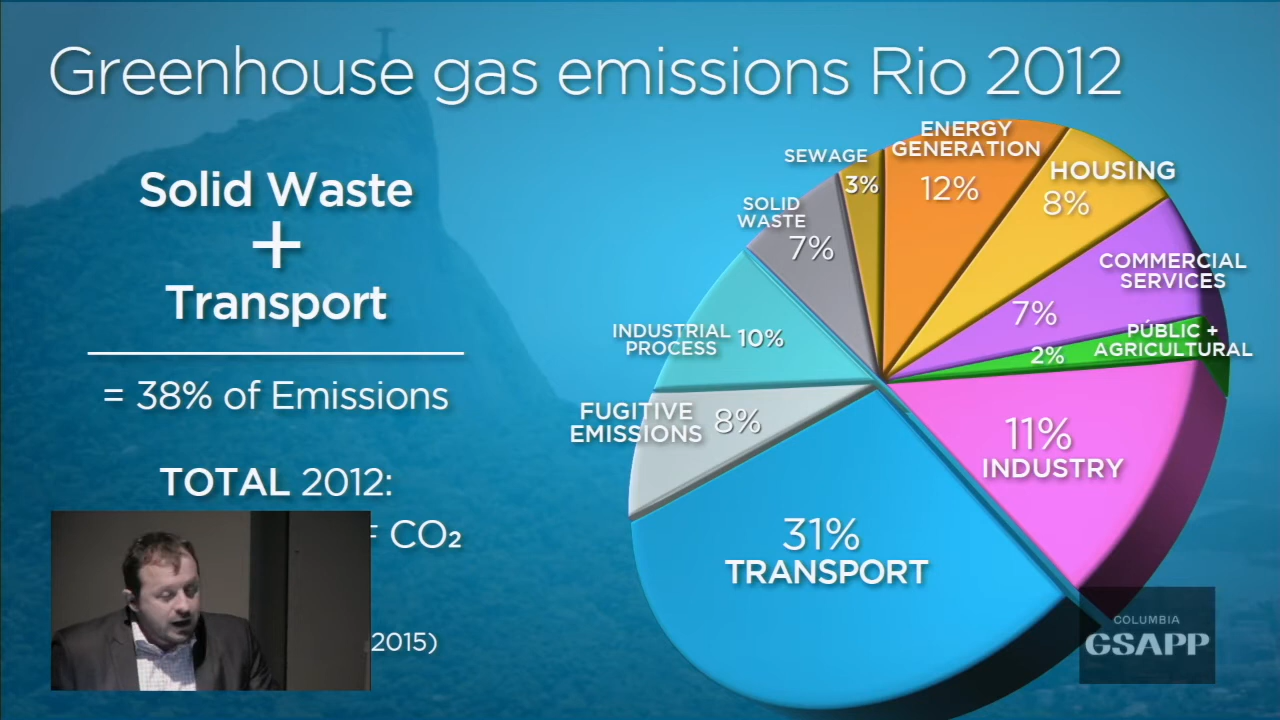 Greenhouse gas emissions Rio 2012
Solid Waste
+
Transport
= 38% of Emissions
TOTAL 2012:
CO₂
2015)
SEWAGE
3%
ENERGY
GENERATION
12%
HOUSING
8%
COMMERCIAL
SERVICES
7%
PÚBLIC +
AGRICULTURAL
2%
11%
INDUSTRY
31%
TRANSPORT
FUGITIVE
EMISSIONS
8%
INDUSTRIAL
PROCESS
10%
SOLID
WASTE
7%
COLUMBIA
GSAPP